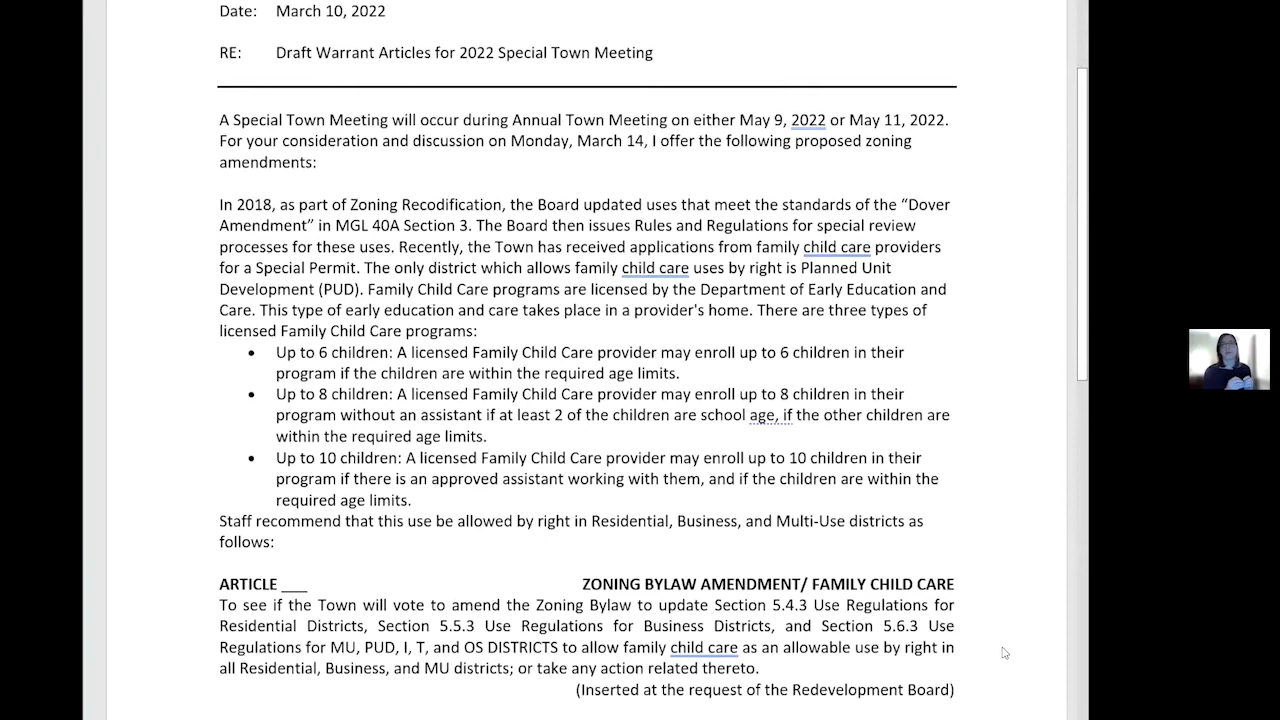 Date: March 10, 2022
RE: Draft Warrant Articles for 2022 Special Town Meeting
A Special Town Meeting will occur during Annual Town Meeting on either May 9, 2022 or May 11, 2022.
For your consideration and discussion on Monday, March 14, I offer the following proposed zoning
amendments:
In 2018, as part of Zoning Recodification, the Board updated uses that meet the standards of the “Dover
Amendment” in MGL 40A Section 3. The Board then issues Rules and Regulations for special review
processes for these uses. Recently, the Town has received applications from family child care providers
for a Special Permit. The only district which allows family child care uses by right is Planned Unit
Development (PUD). Family Child Care programs are licensed by the Department of Early Education and
Care. This type of early education and care takes place in a provider's home. There are three types of
licensed Family Child Care programs:
• Up to 6 children: A licensed Family Child Care provider may enroll up to 6 children in their
program if the children are within the required age limits.
• Up to 8 children: A licensed Family Child Care provider may enroll up to 8 children in their
program without an assistant if at least 2 of the children are school age, if the other children are
within the required age limits.
• Up to 10 children: A licensed Family Child Care provider may enroll up to 10 children in their
program if there is an approved assistant working with them, and if the children are within the
required age limits.
Staff recommend that this use be allowed by right in Residential, Business, and Multi-Use districts as
follows:
ARTICLE ___ ZONING BYLAW AMENDMENT/ FAMILY CHILD CARE
To see if the Town will vote to amend the Zoning Bylaw to update Section 5.4.3 Use Regulations for
Residential Districts, Section 5.5.3 Use Regulations for Business Districts, and Section 5.6.3 Use
Regulations for MU, PUD, I, T, and OS DISTRICTS to allow family child care as an allowable use by right in
all Residential, Business, and MU districts; or take any action related thereto.
(Inserted at the request of the Redevelopment Board)